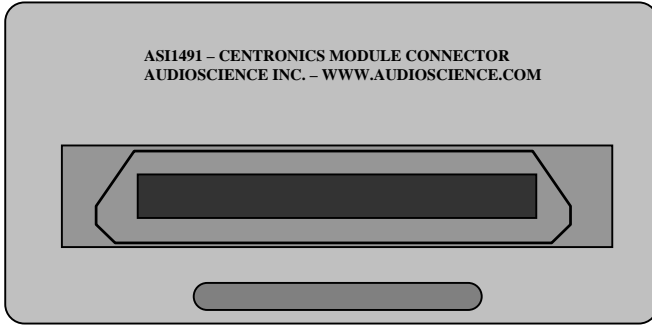 ASI1491 – CENTRONICS MODULE CONNECTOR
AUDIOSCIENCE INC. – WWW.AUDIOSCIENCE.COM